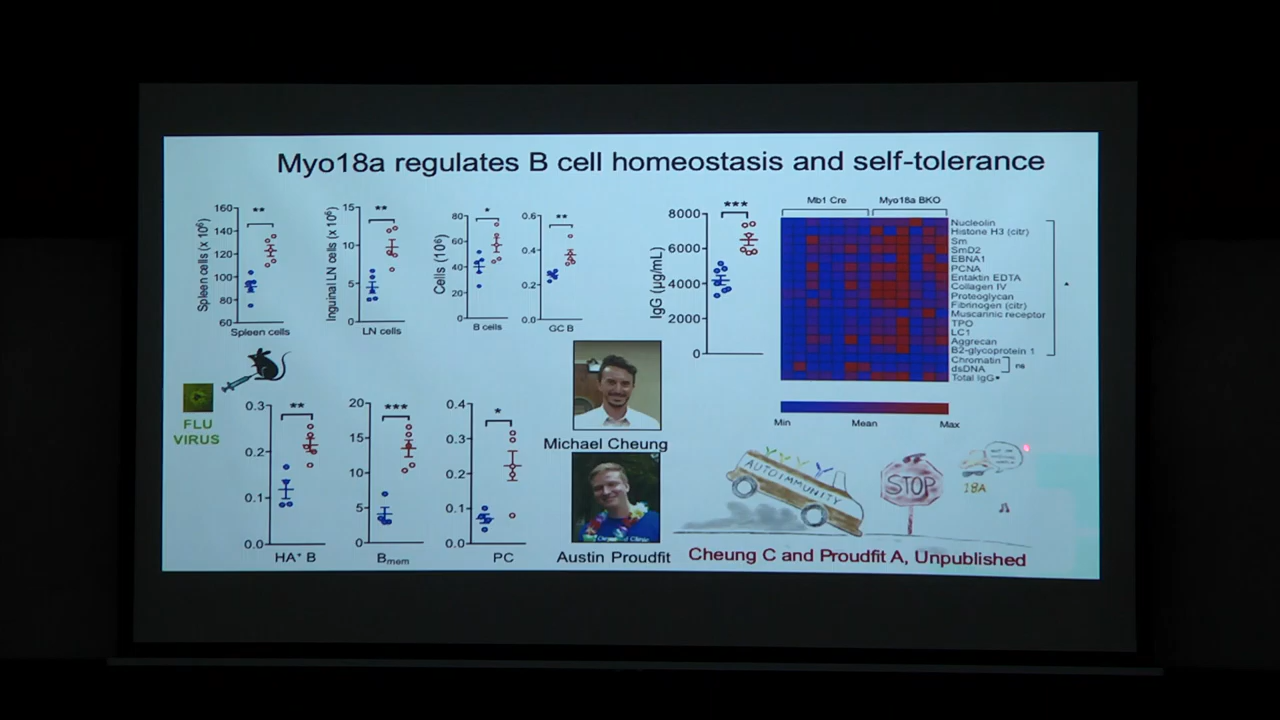 Myo18a regulates B cell homeostasis and self-tolerance
Spleen cells (x 10⁶)
160
140
120
100
80
60
**
Spleen cells
Inguinal LN cells (x 10⁶)
15
10
5
0
**
LN cells
Cells (10⁶)
80
60
40
20
0
*
B cells
0.6
0.4
0.2
0.0
**
GC B
IgG (µg/mL)
8000
6000
4000
2000
0
***
Mb1 Cre
Myo18a BKO
Nucleolin
Histone H3 (citr)
Sm
SmD2
EBNA1
PCNA
Entaktin EDTA
Collagen IV
Proteoglycan
Fibrinogen (citr)
Muscannic receptor
TPO
LC1
Aggrecan
B2-glycoprotein 1
Chromatin
dsDNA
Total IgG
ns
Min
Mean
Max
FLU
VIRUS
0.3
0.2
0.1
0.0
**
HA⁺ B
20
15
10
5
0
***
Bmem
0.4
0.3
0.2
0.1
0.0
*
PC
Michael Cheung
Austin Proudfit
AUTOIMMUNITY
STOP
18A
Cheung C and Proudfit A, Unpublished